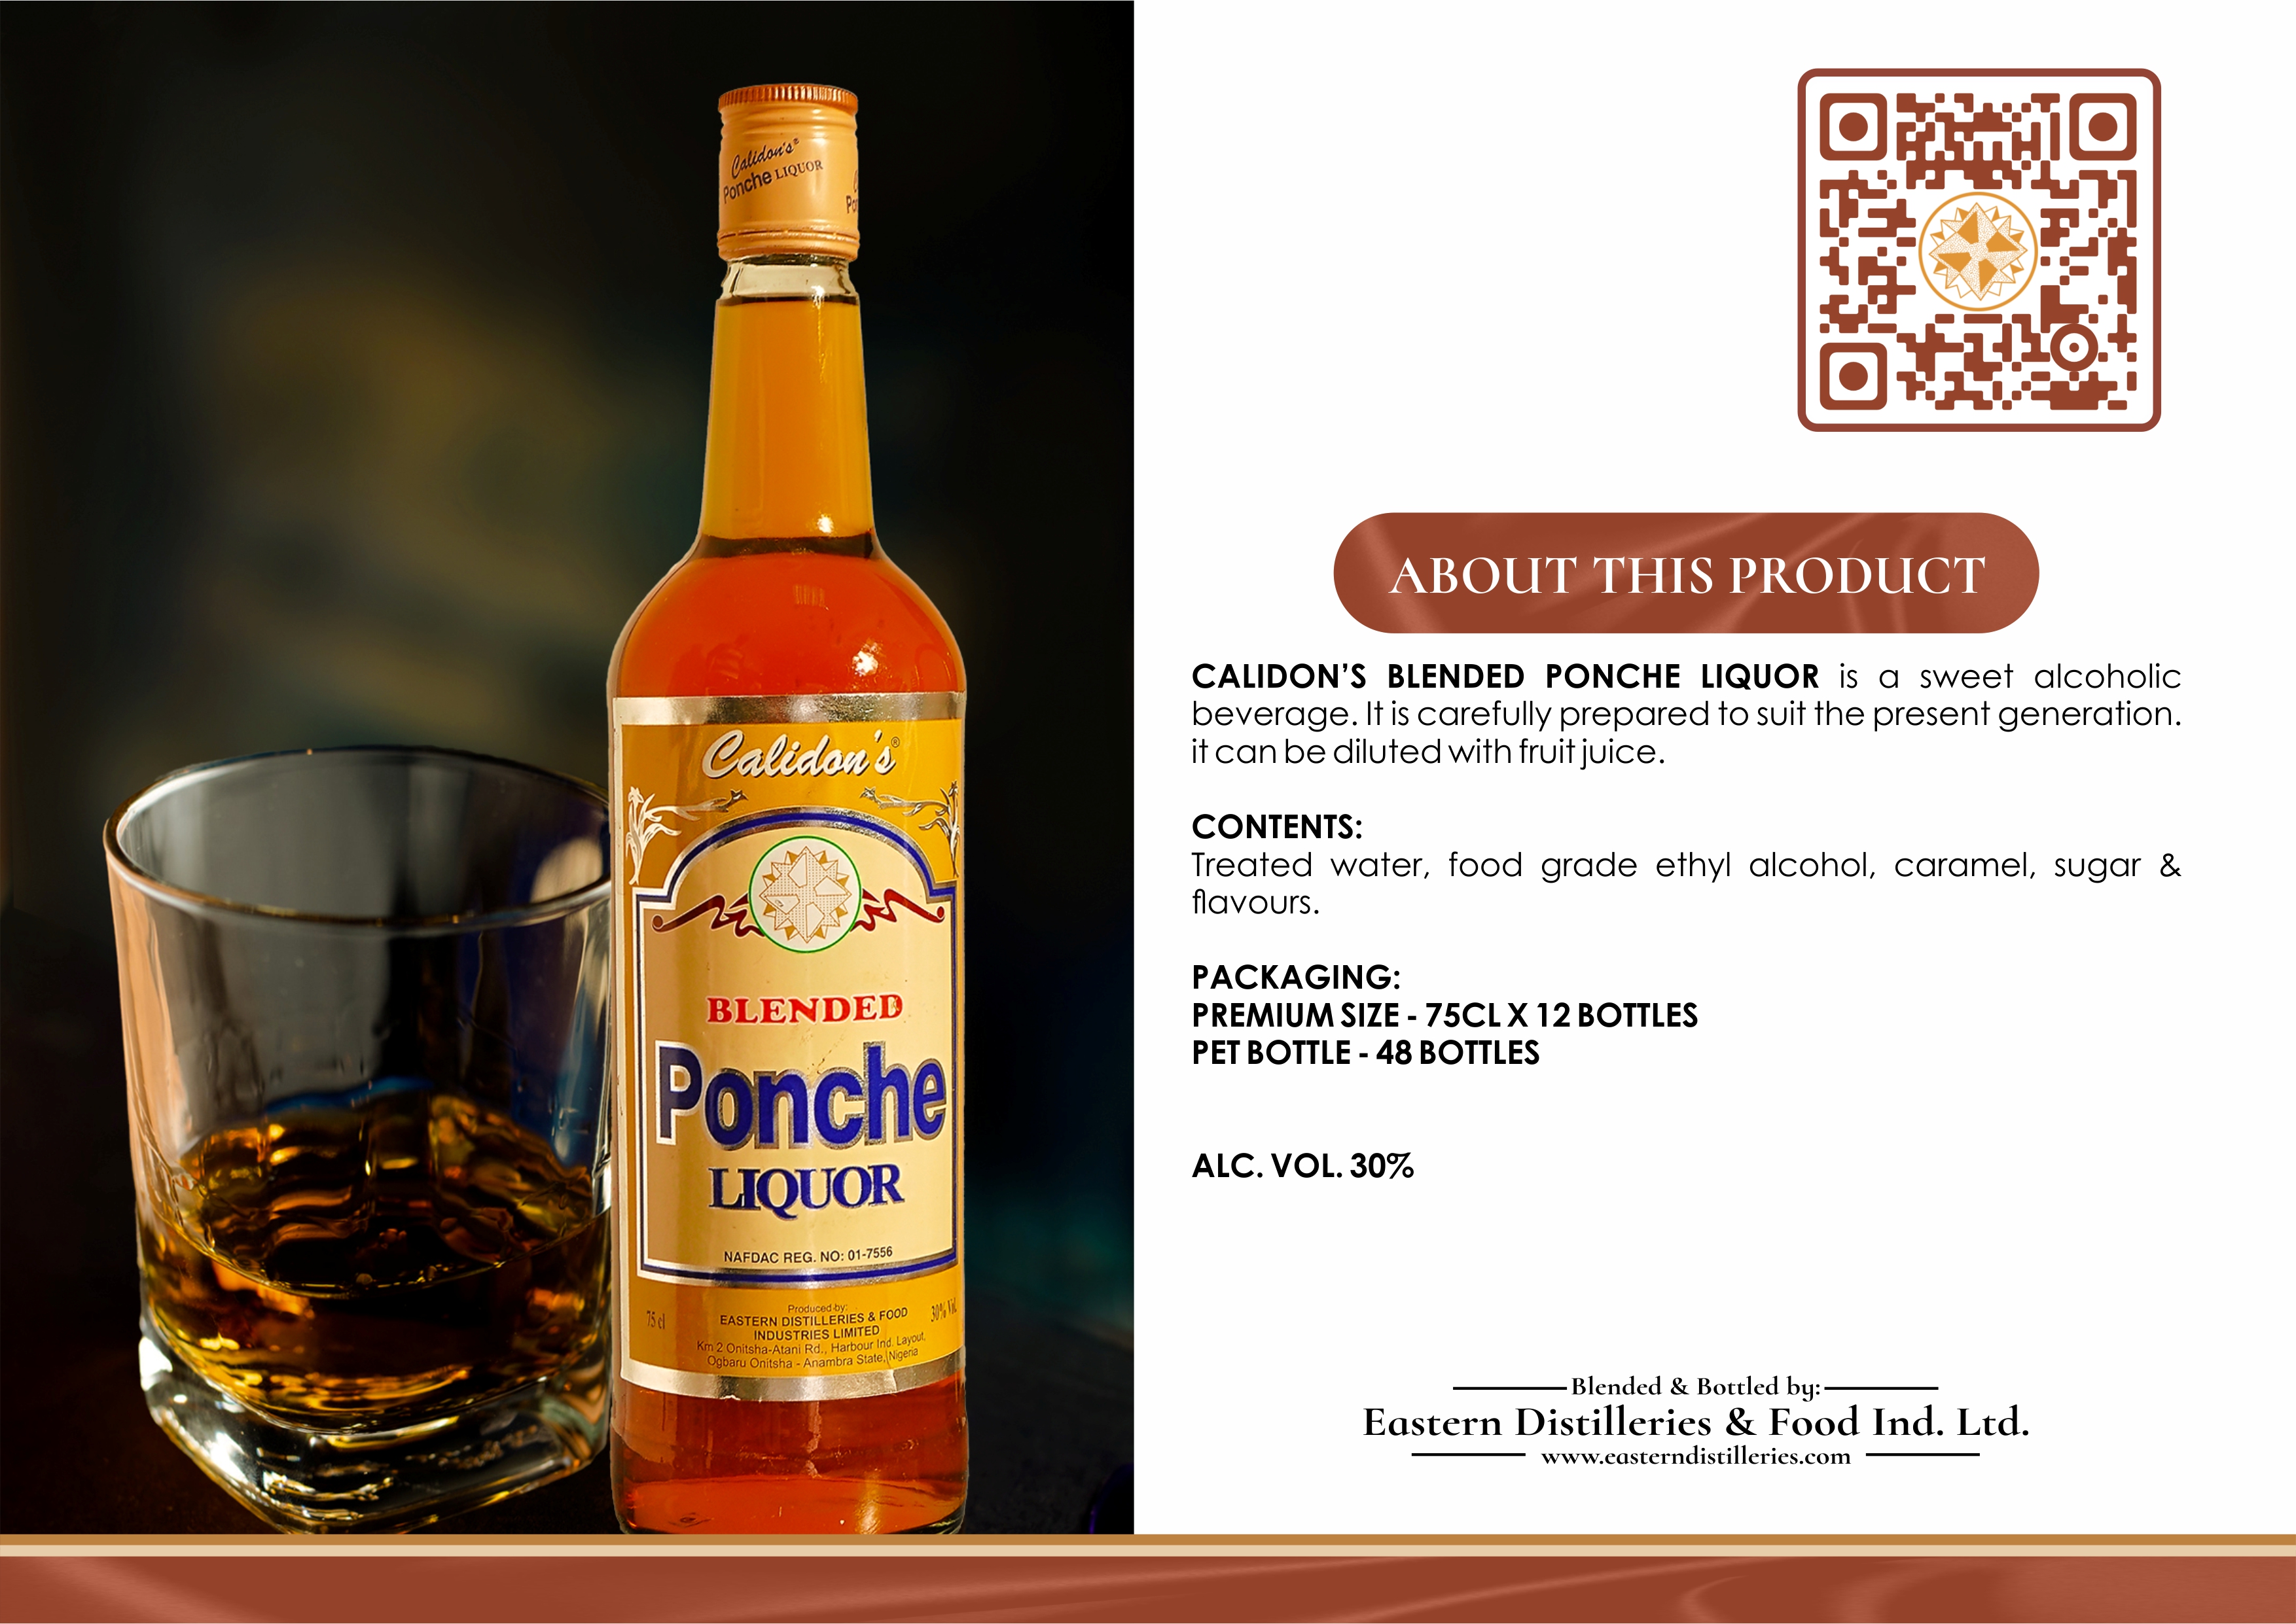 Calidon's®
Ponche LIQUOR
Calidon's®
BLENDED
Ponche
LIQUOR
NAFDAC REG. NO: 01-7556
75 cl
30% Vol.
Produced by:
EASTERN DISTILLERIES & FOOD
INDUSTRIES LIMITED
Km 2 Onitsha-Atani Rd., Harbour Ind. Layout,
Ogbaru Onitsha - Anambra State, Nigeria
ABOUT THIS PRODUCT
CALIDON’S BLENDED PONCHE LIQUOR is a sweet alcoholic
beverage. It is carefully prepared to suit the present generation.
it can be diluted with fruit juice.
CONTENTS:
Treated water, food grade ethyl alcohol, caramel, sugar &
flavours.
PACKAGING:
PREMIUM SIZE - 75CL X 12 BOTTLES
PET BOTTLE - 48 BOTTLES
ALC. VOL. 30%
Blended & Bottled by:
Eastern Distilleries & Food Ind. Ltd.
www.easterndistilleries.com